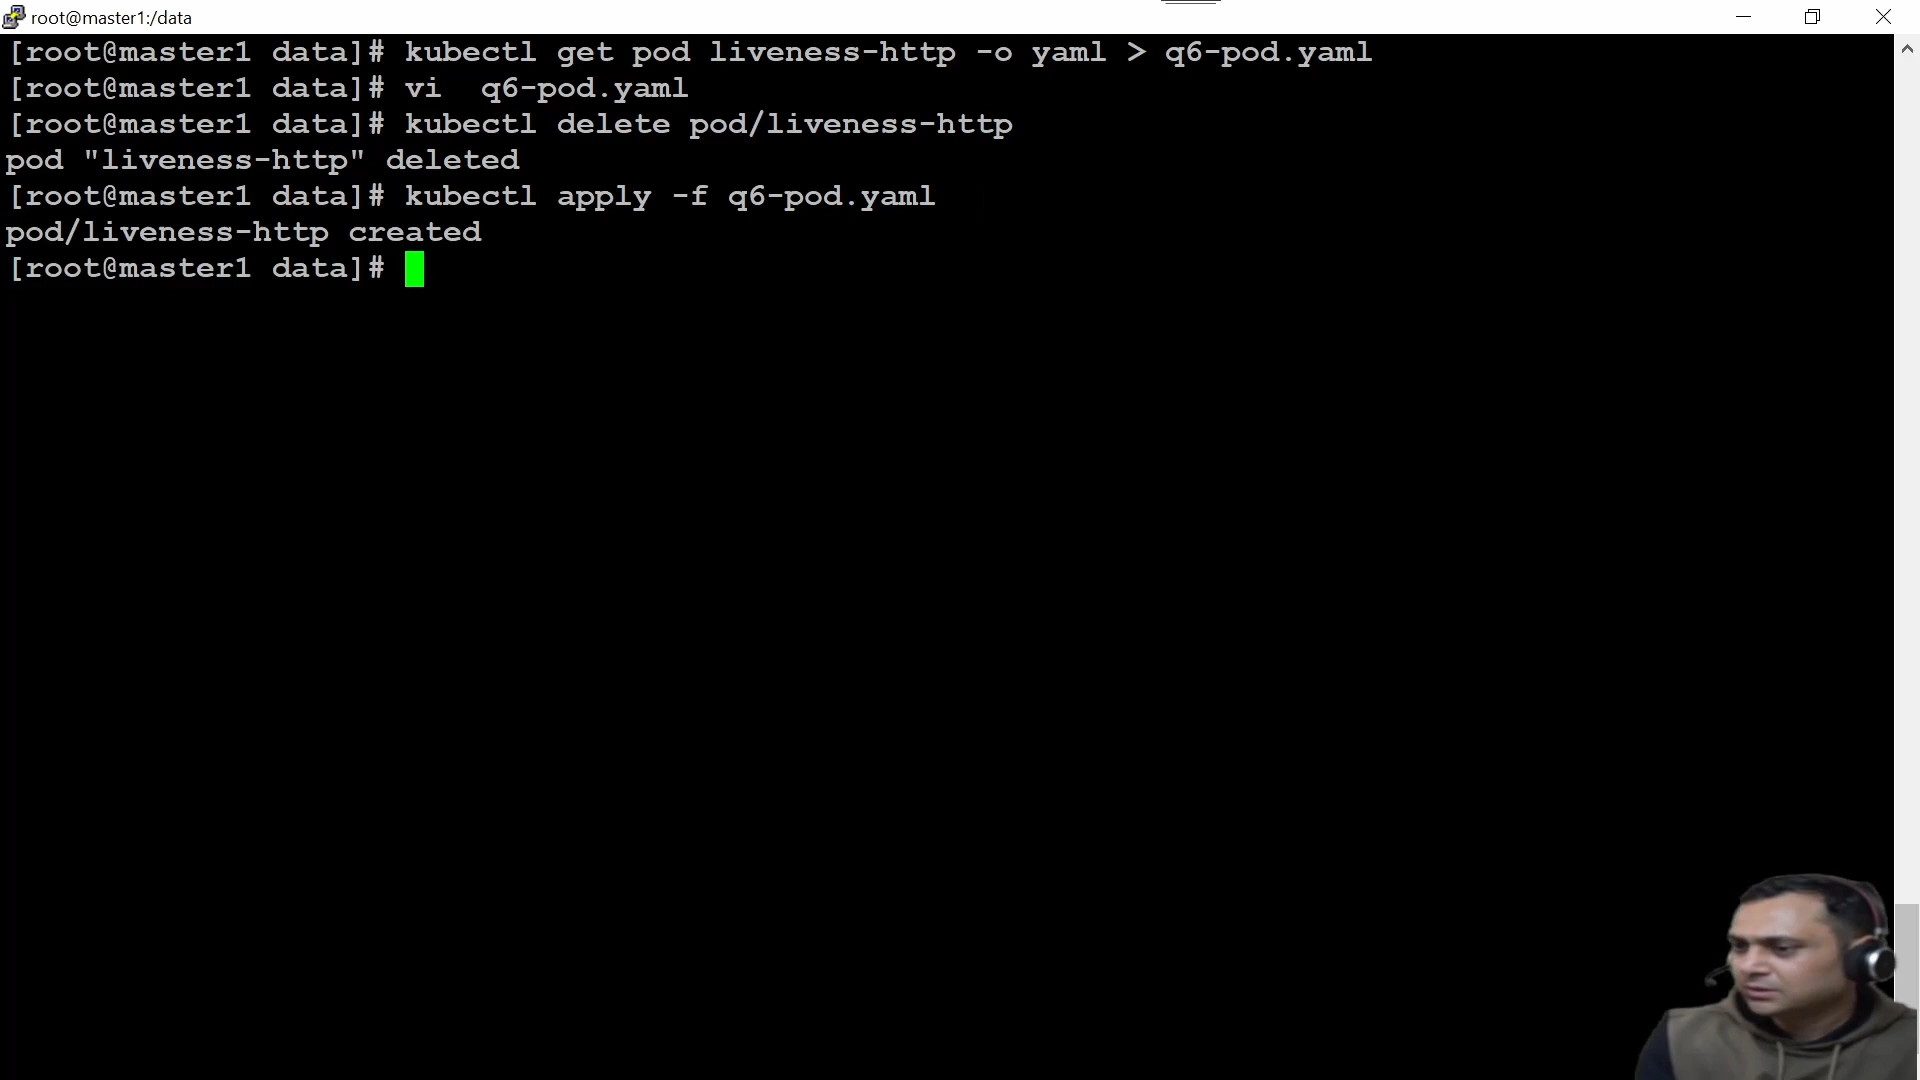 root@master1:/data
[root@master1 data]# kubectl get pod liveness-http -o yaml > q6-pod.yaml
[root@master1 data]# vi  q6-pod.yaml
[root@master1 data]# kubectl delete pod/liveness-http
pod "liveness-http" deleted
[root@master1 data]# kubectl apply -f q6-pod.yaml
pod/liveness-http created
[root@master1 data]#